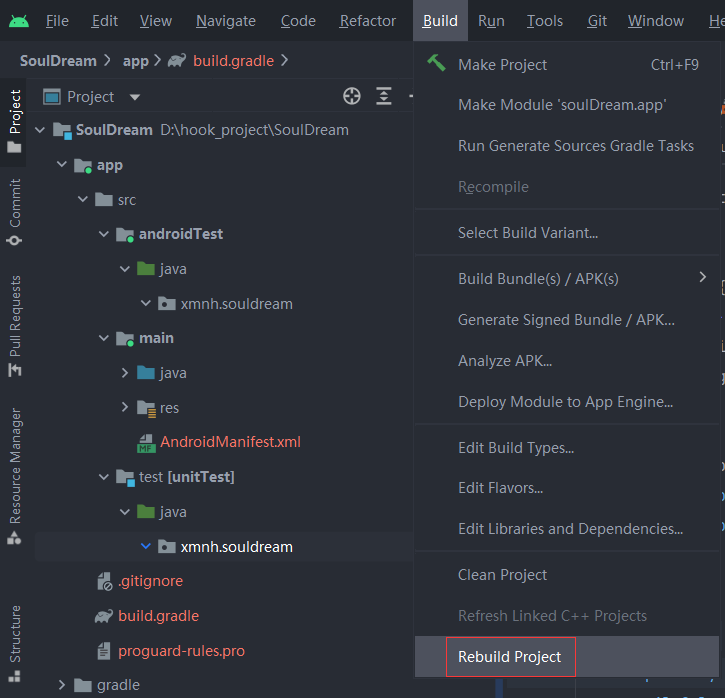 File Edit View Navigate Code Refactor Build Run Tools Git Window
SoulDream app build.gradle
Project
SoulDream D:\hook_project\SoulDream
app
src
androidTest
java
xmnh.souldream
main
java
res
AndroidManifest.xml
test [unitTest]
java
xmnh.souldream
.gitignore
build.gradle
proguard-rules.pro
gradle
Project
Commit
Pull Requests
Resource Manager
Structure
Make Project Ctrl+F9
Make Module 'soulDream.app'
Run Generate Sources Gradle Tasks
Recompile
Select Build Variant...
Build Bundle(s) / APK(s)
Generate Signed Bundle / APK...
Analyze APK...
Deploy Module to App Engine...
Edit Build Types...
Edit Flavors...
Edit Libraries and Dependencies...
Clean Project
Refresh Linked C++ Projects
Rebuild Project